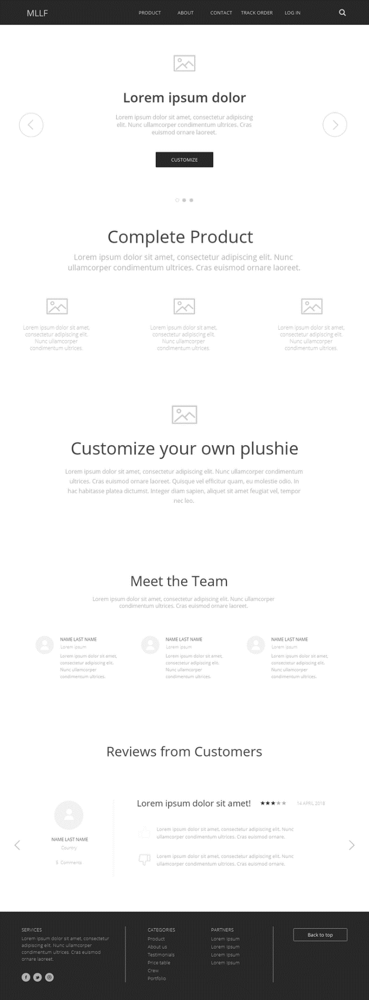 MLLF
PRODUCT ABOUT CONTACT TRACK ORDER LOG IN
Lorem ipsum dolor
Lorem ipsum dolor sit amet, consectetur adipiscing
elit. Nunc ullamcorper condimentum ultrices. Cras
euismod ornare laoreet.
CUSTOMIZE
Complete Product
Lorem ipsum dolor sit amet, consectetur adipiscing elit. Nunc
ullamcorper condimentum ultrices. Cras euismod ornare laoreet.
Lorem ipsum dolor sit amet,
consectetur adipiscing elit.
Nunc ullamcorper
condimentum ultrices.
Lorem ipsum dolor sit amet,
consectetur adipiscing elit.
Nunc ullamcorper
condimentum ultrices.
Lorem ipsum dolor sit amet,
consectetur adipiscing elit.
Nunc ullamcorper
condimentum ultrices.
Customize your own plushie
Lorem ipsum dolor sit amet, consectetur adipiscing elit. Nunc ullamcorper condimentum
ultrices. Cras euismod ornare laoreet. Quisque vel efficitur quam, eu molestie odio. In
hac habitasse platea dictumst. Integer diam sapien, aliquet sit amet feugiat vel, tempor
nec leo.
Meet the Team
Lorem ipsum dolor sit amet, consectetur adipiscing elit. Nunc ullamcorper
condimentum ultrices. Cras euismod ornare laoreet.
NAME LAST NAME
Lorem ipsum
Lorem ipsum dolor sit amet,
consectetur adipiscing elit.
Nunc ullamcorper
condimentum ultrices.
NAME LAST NAME
Lorem ipsum
Lorem ipsum dolor sit amet,
consectetur adipiscing elit.
Nunc ullamcorper
condimentum ultrices.
NAME LAST NAME
Lorem ipsum
Lorem ipsum dolor sit amet,
consectetur adipiscing elit.
Nunc ullamcorper
condimentum ultrices.
Reviews from Customers
NAME LAST NAME
Country
5 Comments
Lorem ipsum dolor sit amet! 14 APRIL 2018
Lorem ipsum dolor sit amet, consectetur adipiscing elit. Nunc
ullamcorper condimentum ultrices. Cras euismod ornare.
Lorem ipsum dolor sit amet, consectetur adipiscing elit. Nunc
ullamcorper condimentum ultrices. Cras euismod ornare.
SERVICES
Lorem ipsum dolor sit amet, consectetur
adipiscing elit. Nunc ullamcorper
condimentum ultrices. Cras euismod
ornare laoreet.
CATEGORIES
Product
About us
Testimonials
Price table
Crew
Portfolio
PARTNERS
Lorem Ipsum
Lorem Ipsum
Lorem Ipsum
Lorem Ipsum
Back to top